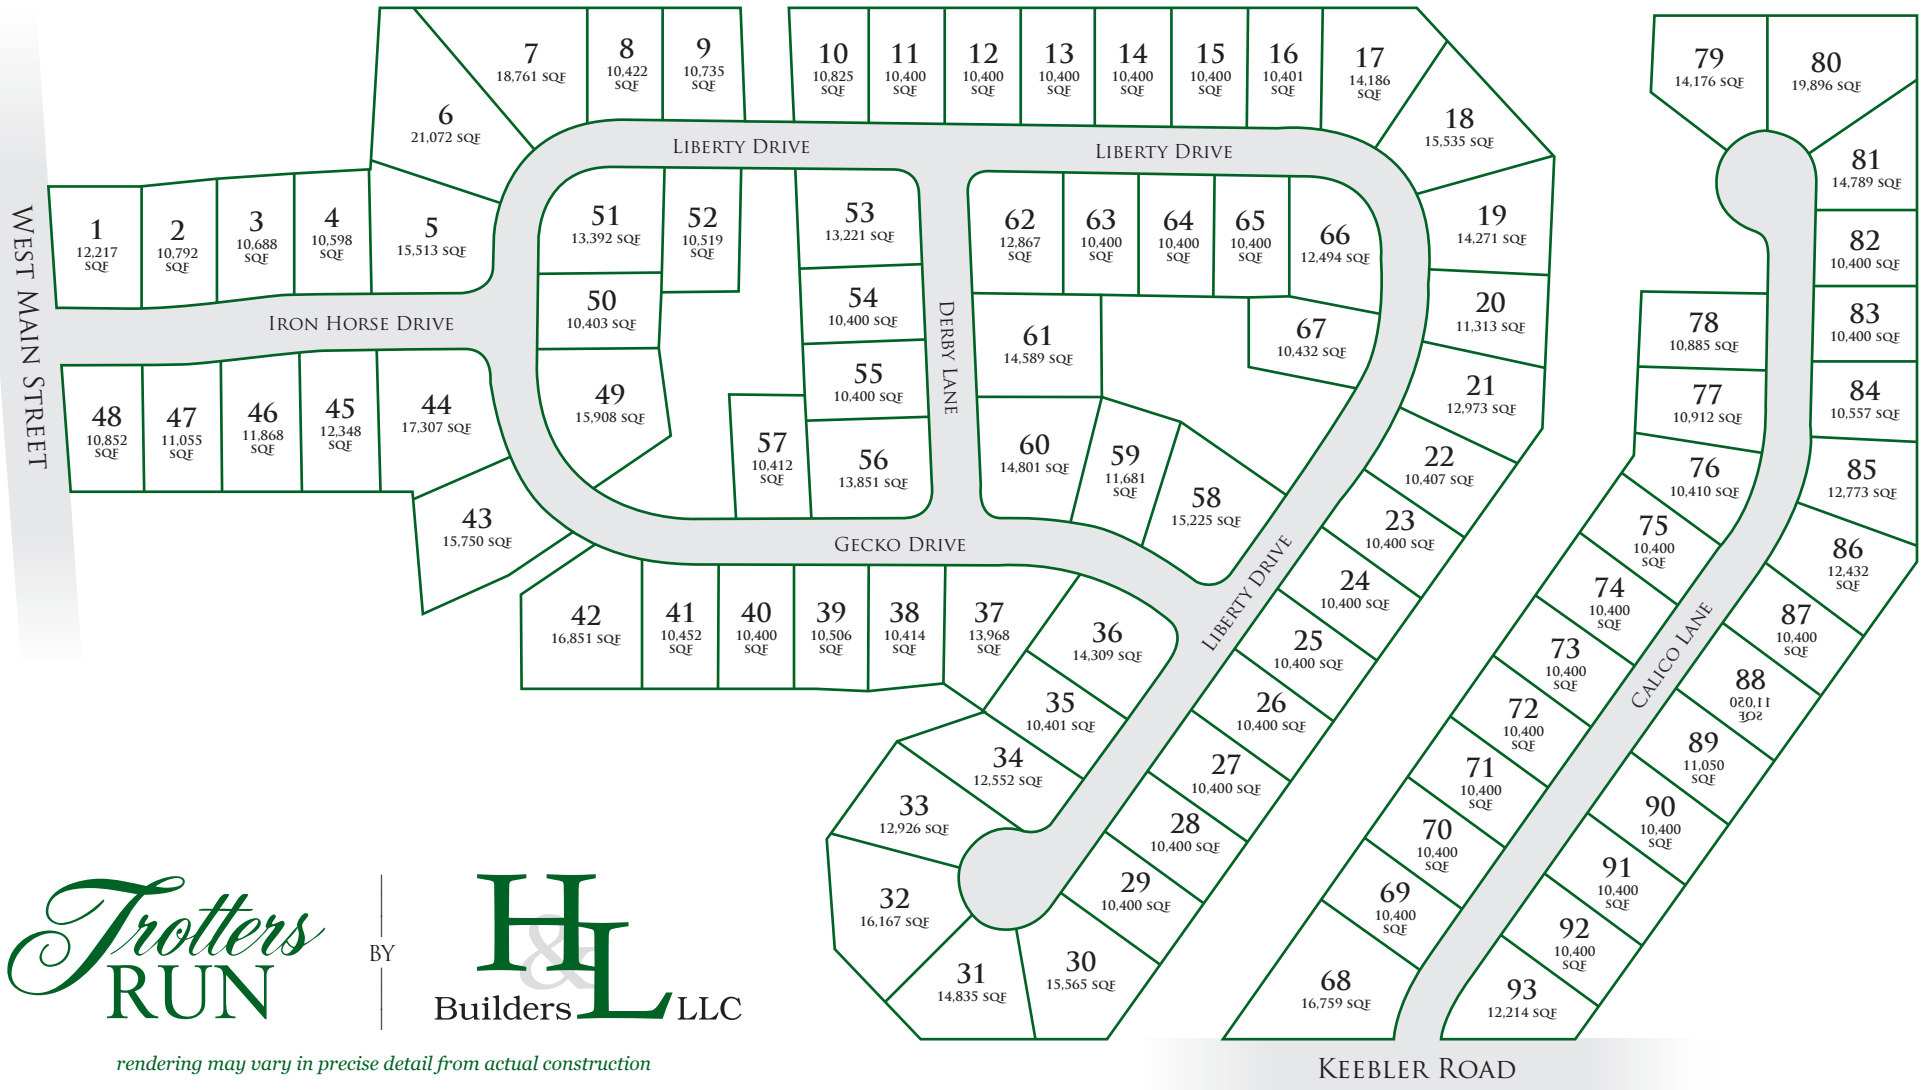 7
18,761 SQF
8
10,422
SQF
9
10,735
SQF
10
10,825
SQF
11
10,400
SQF
12
10,400
SQF
13
10,400
SQF
14
10,400
SQF
15
10,400
SQF
16
10,401
SQF
17
14,186
SQF
79
14,176 SQF
80
19,896 SQF
6
21,072 SQF
18
15,535 SQF
LIBERTY DRIVE
LIBERTY DRIVE
81
14,789 SQF
1
12,217
SQF
2
10,792
SQF
3
10,688
SQF
4
10,598
SQF
5
15,513 SQF
51
13,392 SQF
52
10,519
SQF
53
13,221 SQF
62
12,867
SQF
63
10,400
SQF
64
10,400
SQF
65
10,400
SQF
66
12,494 SQF
19
14,271 SQF
82
10,400 SQF
WEST MAIN STREET
IRON HORSE DRIVE
50
10,403 SQF
54
10,400 SQF
DERBY LANE
61
14,589 SQF
67
10,432 SQF
20
11,313 SQF
78
10,885 SQF
83
10,400 SQF
48
10,852
SQF
47
11,055
SQF
46
11,868
SQF
45
12,348
SQF
44
17,307 SQF
49
15,908 SQF
55
10,400 SQF
21
12,973 SQF
77
10,912 SQF
84
10,557 SQF
57
10,412
SQF
56
13,851 SQF
60
14,801 SQF
59
11,681
SQF
58
15,225 SQF
22
10,407 SQF
76
10,410 SQF
85
12,773 SQF
43
15,750 SQF
GECKO DRIVE
LIBERTY DRIVE
23
10,400 SQF
75
10,400
SQF
86
12,432
SQF
42
16,851 SQF
41
10,452
SQF
40
10,400
SQF
39
10,506
SQF
38
10,414
SQF
37
13,968
SQF
36
14,309 SQF
24
10,400 SQF
74
10,400
SQF
87
10,400
SQF
25
10,400 SQF
73
10,400
SQF
CALICO LANE
88
11,050
SQF
35
10,401 SQF
26
10,400 SQF
72
10,400
SQF
89
11,050
SQF
34
12,552 SQF
27
10,400 SQF
71
10,400
SQF
90
10,400
SQF
33
12,926 SQF
28
10,400 SQF
70
10,400
SQF
91
10,400
SQF
32
16,167 SQF
29
10,400 SQF
69
10,400
SQF
92
10,400
SQF
31
14,835 SQF
30
15,565 SQF
68
16,759 SQF
93
12,214 SQF
Trotters
RUN
BY
H&L
Builders LLC
rendering may vary in precise detail from actual construction
KEEBLER ROAD